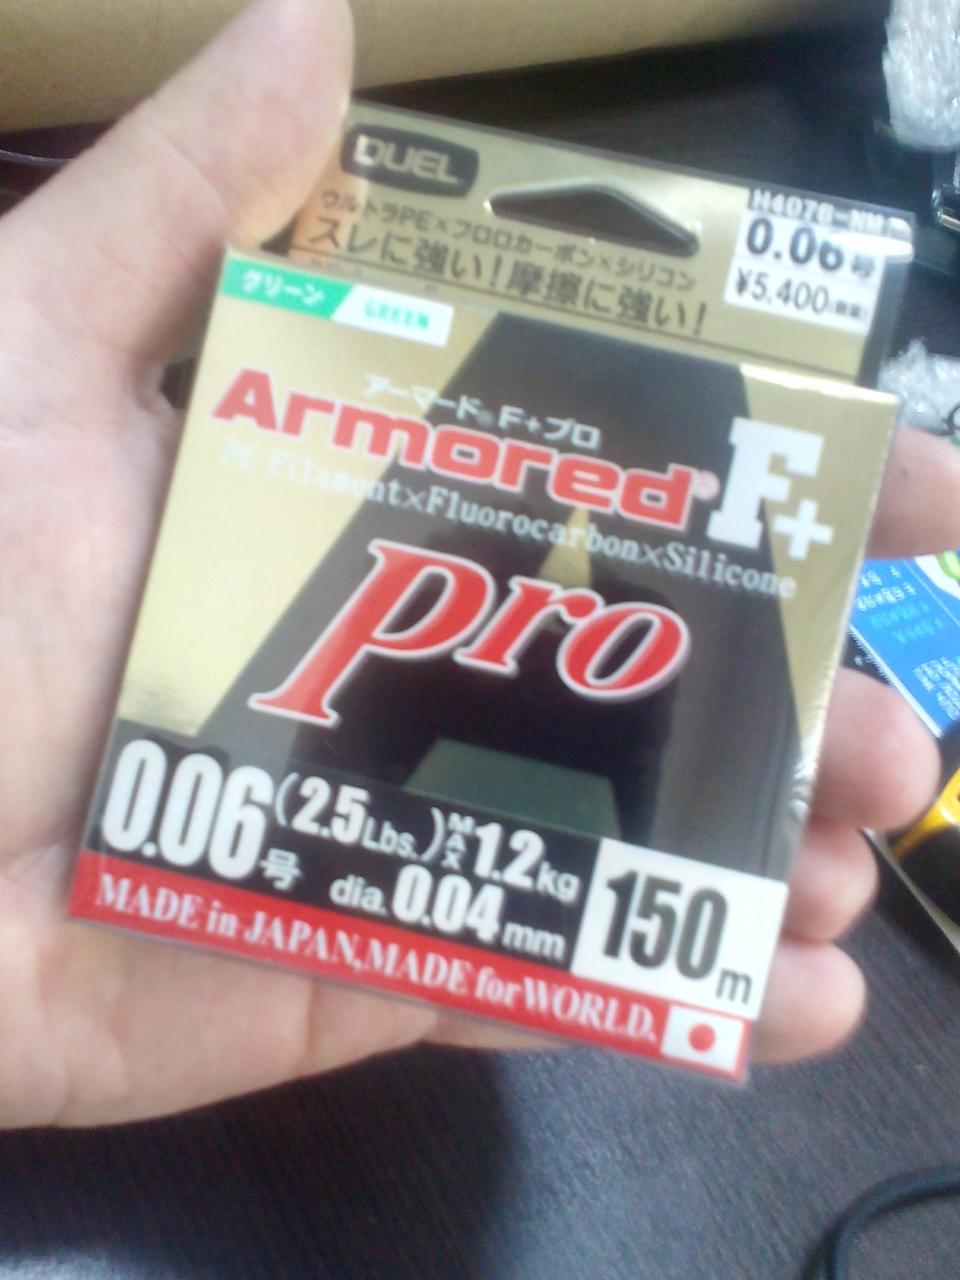 DUEL
H4078-NM
0.06号
¥5,400
ウルトラPE×フロロカーボン×シリコン
スレに強い!摩擦に強い!
グリーン GREEN
アーマード® F+プロ
Armored® F+
PE Filament×Fluorocarbon×Silicone
Pro
0.06号 (2.5Lbs.) MAX 1.2kg
dia. 0.04mm
150m
MADE in JAPAN, MADE for WORLD.